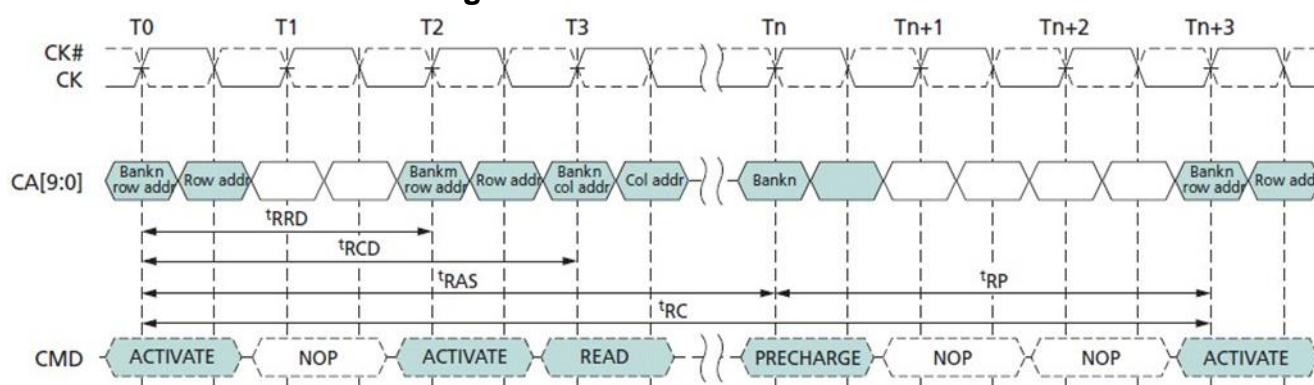 T0 T1 T2 T3 Tn Tn+1 Tn+2 Tn+3
CK#
CK
CA[9:0]
Bankn row addr Row addr Bankm row addr Row addr Bankn col addr Col addr Bankn Bankn row addr Row add
tRRD
tRCD
tRAS tRP
tRC
CMD ACTIVATE NOP ACTIVATE READ PRECHARGE NOP NOP ACTIVATE